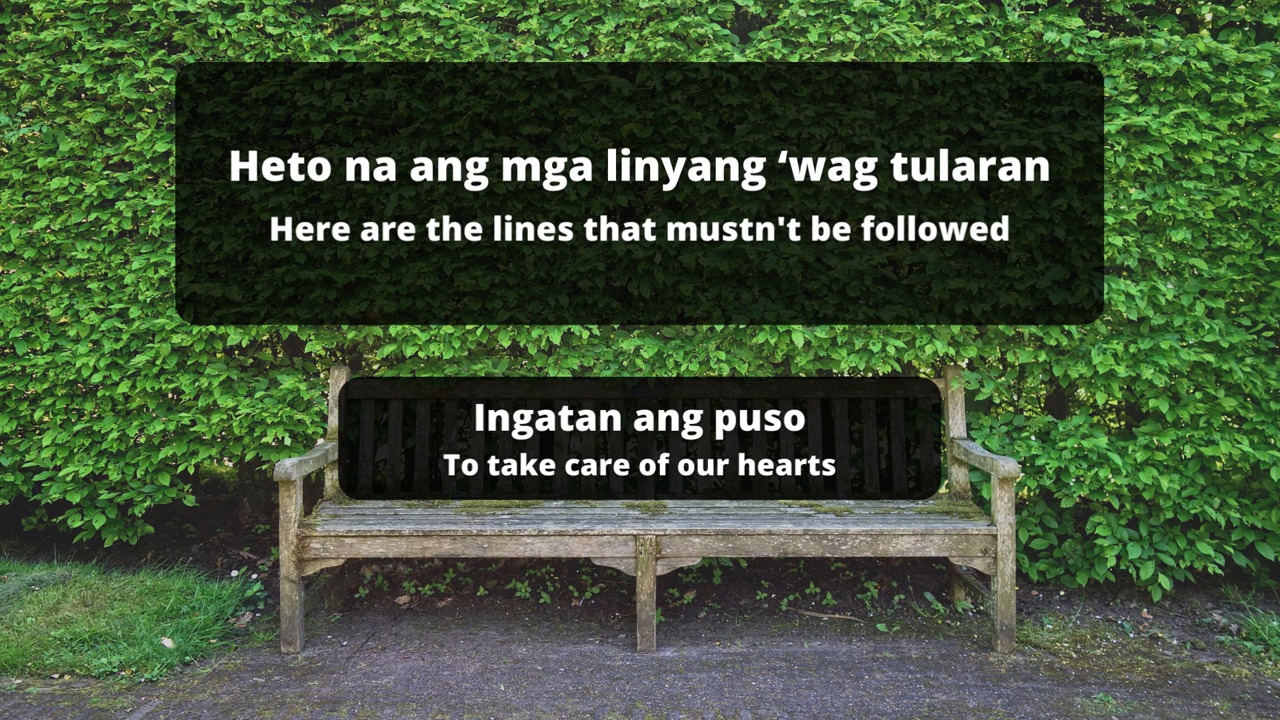 Heto na ang mga linyang ‘wag tularan
Here are the lines that mustn't be followed
Ingatan ang puso
To take care of our hearts